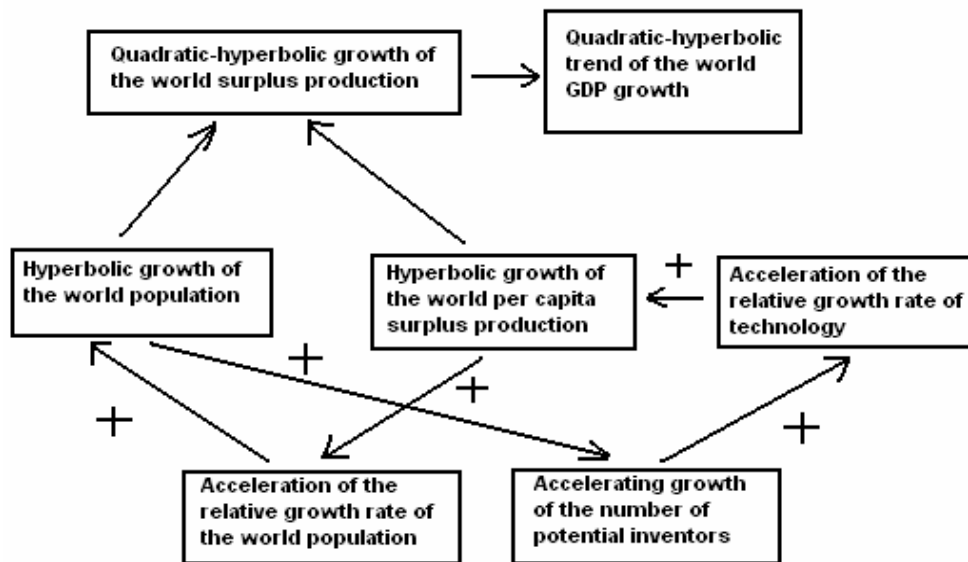 Quadratic-hyperbolic growth of
the world surplus production
Quadratic-hyperbolic
trend of the world
GDP growth
Hyperbolic growth of
the world population
Hyperbolic growth of
the world per capita
surplus production
+
Acceleration of the
relative growth rate of
technology
+
+
+
+
Acceleration of the
relative growth rate of
the world population
Accelerating growth
of the number of
potential inventors